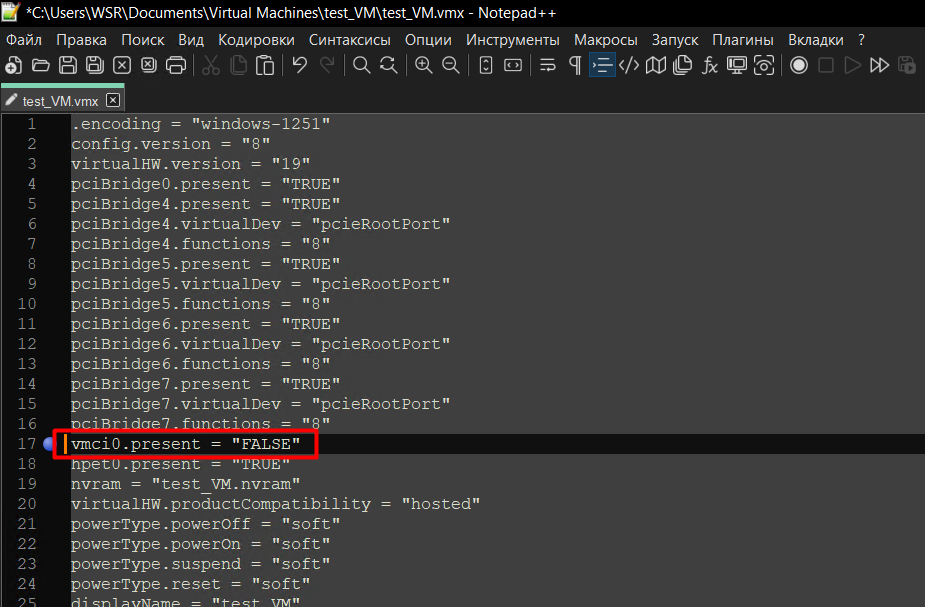 *C:\Users\WSR\Documents\Virtual Machines\test_VM\test_VM.vmx - Notepad++
Файл Правка Поиск Вид Кодировки Синтаксисы Опции Инструменты Макросы Запуск Плагины Вкладки ?
test_VM.vmx
1 .encoding = "windows-1251"
2 config.version = "8"
3 virtualHW.version = "19"
4 pciBridge0.present = "TRUE"
5 pciBridge4.present = "TRUE"
6 pciBridge4.virtualDev = "pcieRootPort"
7 pciBridge4.functions = "8"
8 pciBridge5.present = "TRUE"
9 pciBridge5.virtualDev = "pcieRootPort"
10 pciBridge5.functions = "8"
11 pciBridge6.present = "TRUE"
12 pciBridge6.virtualDev = "pcieRootPort"
13 pciBridge6.functions = "8"
14 pciBridge7.present = "TRUE"
15 pciBridge7.virtualDev = "pcieRootPort"
16 pciBridge7.functions = "8"
17 vmci0.present = "FALSE"
18 hpet0.present = "TRUE"
19 nvram = "test_VM.nvram"
20 virtualHW.productCompatibility = "hosted"
21 powerType.powerOff = "soft"
22 powerType.powerOn = "soft"
23 powerType.suspend = "soft"
24 powerType.reset = "soft"
25 displayName = "test_VM"